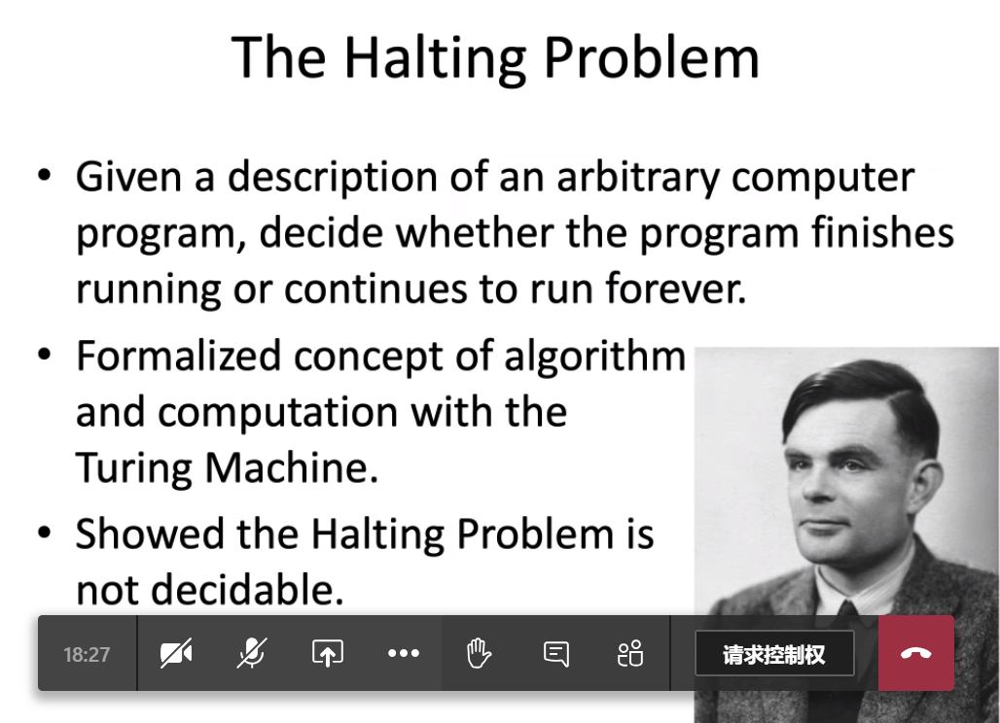 The Halting Problem
• Given a description of an arbitrary computer
program, decide whether the program finishes
running or continues to run forever.
• Formalized concept of algorithm
and computation with the
Turing Machine.
• Showed the Halting Problem is
not decidable.
18:27
请求控制权